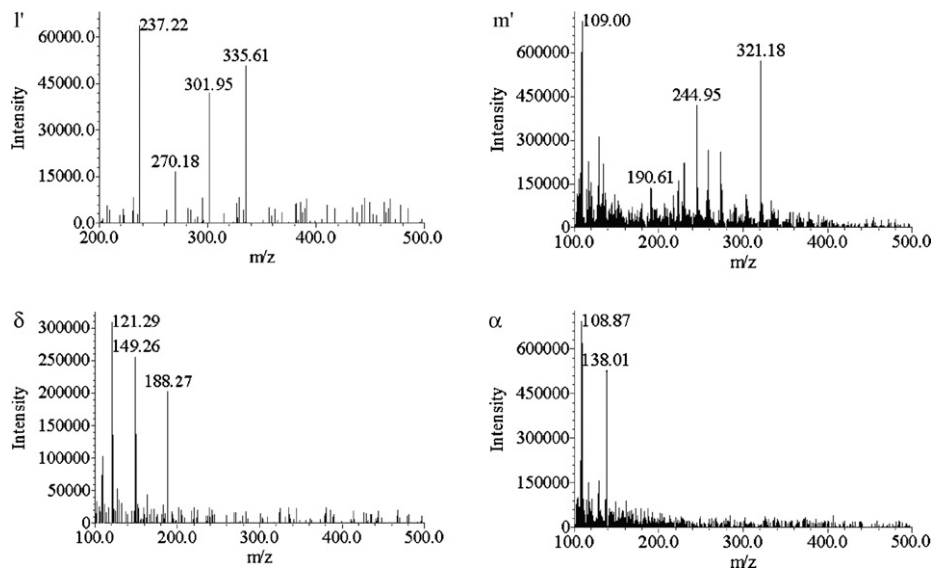 l'
237.22
335.61
301.95
270.18
60000.0
45000.0
30000.0
15000.0
0.0
Intensity
200.0 300.0 400.0 500.0
m/z
m'
109.00
321.18
244.95
190.61
600000
450000
300000
150000
0
Intensity
100.0 200.0 300.0 400.0 500.0
m/z
δ
121.29
149.26
188.27
300000
250000
200000
150000
100000
50000
0
Intensity
100.0 200.0 300.0 400.0 500.0
m/z
α
108.87
138.01
600000
450000
300000
150000
0
Intensity
100.0 200.0 300.0 400.0 500.0
m/z